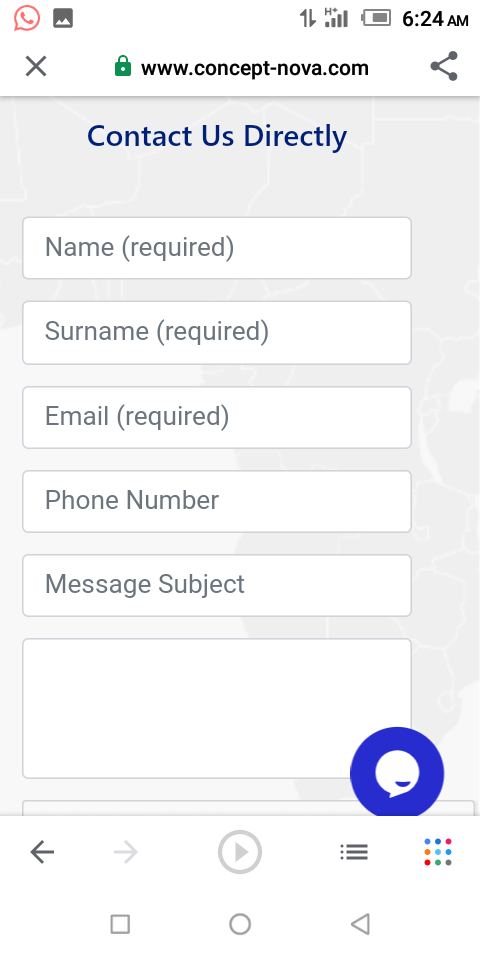 H+
6:24 AM
www.concept-nova.com
Contact Us Directly
Name (required)
Surname (required)
Email (required)
Phone Number
Message Subject